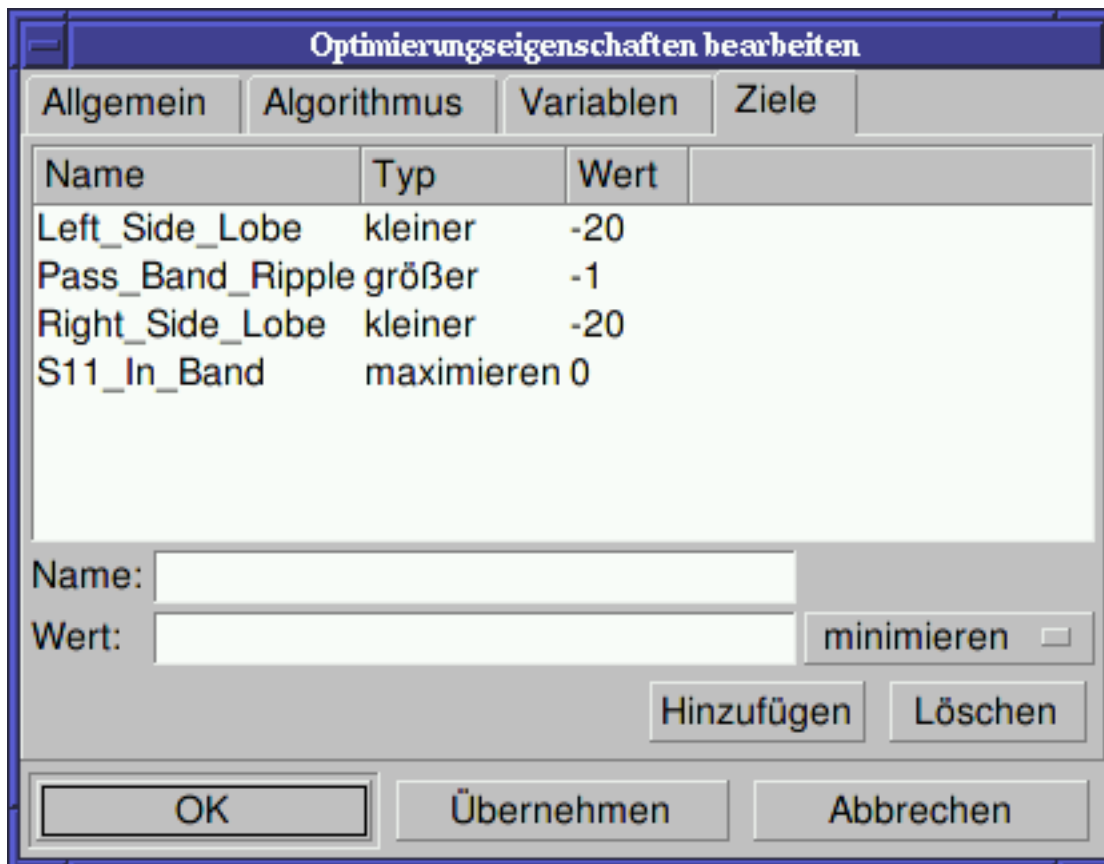 Optimierungseigenschaften bearbeiten
Allgemein Algorithmus Variablen Ziele
Name Typ Wert
Left_Side_Lobe kleiner -20
Pass_Band_Ripple größer -1
Right_Side_Lobe kleiner -20
S11_In_Band maximieren 0
Name:
Wert: minimieren
Hinzufügen Löschen
OK Übernehmen Abbrechen